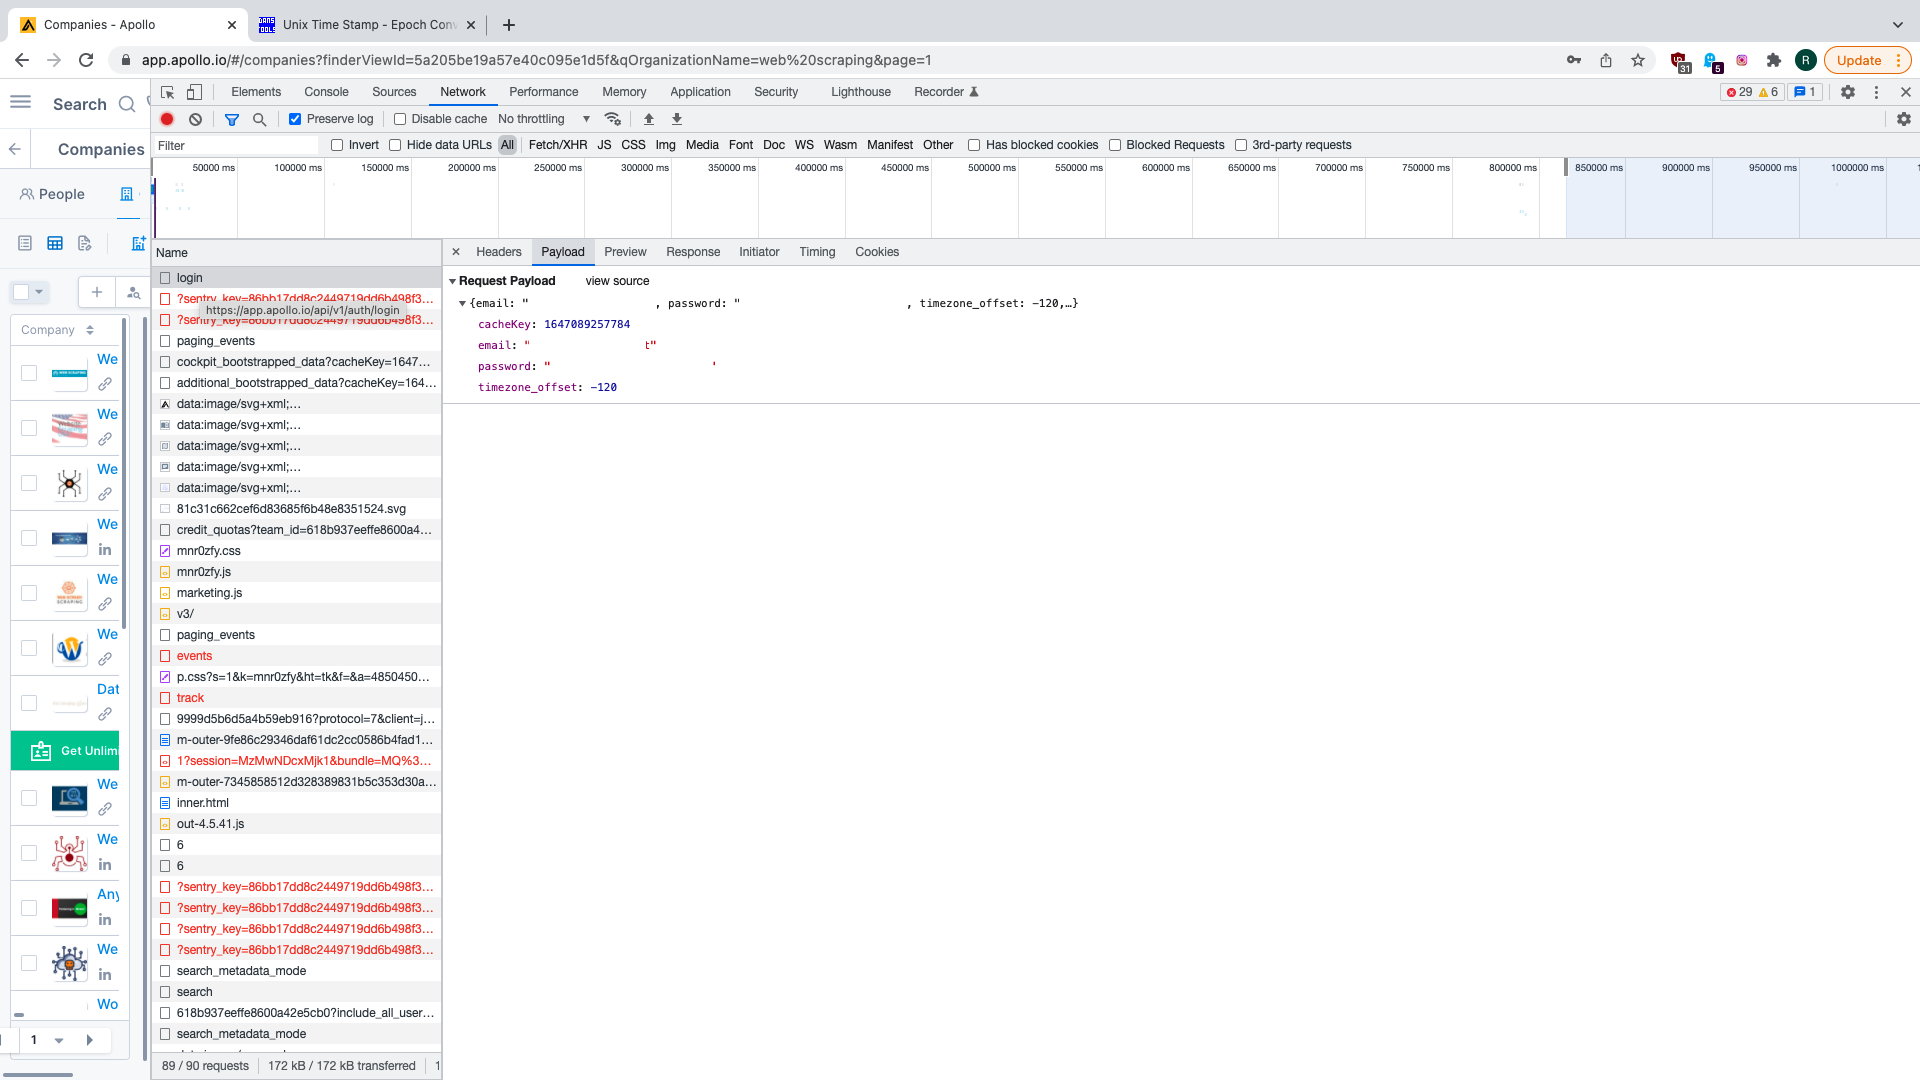 Companies - Apollo
Unix Time Stamp - Epoch Conv
app.apollo.io/#/companies?finderViewId=5a205be19a57e40c095e1d5f&qOrganizationName=web%20scraping&page=1
31
5
R
Update
Search
Elements Console Sources Network Performance Memory Application Security Lighthouse Recorder
29 6 1
Preserve log Disable cache No throttling
Filter
Invert Hide data URLs All Fetch/XHR JS CSS Img Media Font Doc WS Wasm Manifest Other Has blocked cookies Blocked Requests 3rd-party requests
50000 ms 100000 ms 150000 ms 200000 ms 250000 ms 300000 ms 350000 ms 400000 ms 450000 ms 500000 ms 550000 ms 600000 ms 650000 ms 700000 ms 750000 ms 800000 ms 850000 ms 900000 ms 950000 ms 1000000 ms 1
Companies
People
Company
We
We
We
We
We
We
Dat
Get Unlimi
We
We
Any
We
Wo
1
Name
login
?sentry_key=86bb17dd8c2449719dd6b498f3...
https://app.apollo.io/api/v1/auth/login
?sentry_key=86bb17dd8c2449719dd6b498f3...
paging_events
cockpit_bootstrapped_data?cacheKey=1647...
additional_bootstrapped_data?cacheKey=164...
data:image/svg+xml;...
data:image/svg+xml;...
data:image/svg+xml;...
data:image/svg+xml;...
data:image/svg+xml;...
81c31c662cef6d83685f6b48e8351524.svg
credit_quotas?team_id=618b937eeffe8600a4...
mnr0zfy.css
mnr0zfy.js
marketing.js
v3/
paging_events
events
p.css?s=1&k=mnr0zfy&ht=tk&f=&a=4850450...
track
9999d5b6d5a4b59eb916?protocol=7&client=j...
m-outer-9fe86c29346daf61dc2cc0586b4fad1...
1?session=MzMwNDcxMjk1&bundle=MQ%3...
m-outer-7345858512d328389831b5c353d30a...
inner.html
out-4.5.41.js
6
6
?sentry_key=86bb17dd8c2449719dd6b498f3...
?sentry_key=86bb17dd8c2449719dd6b498f3...
?sentry_key=86bb17dd8c2449719dd6b498f3...
?sentry_key=86bb17dd8c2449719dd6b498f3...
search_metadata_mode
search
618b937eeffe8600a42e5cb0?include_all_user...
search_metadata_mode
89 / 90 requests 172 kB / 172 kB transferred 1
Headers Payload Preview Response Initiator Timing Cookies
Request Payload view source
{email: " , password: " , timezone_offset: -120,…}
cacheKey: 1647089257784
email: " t"
password: " '
timezone_offset: -120